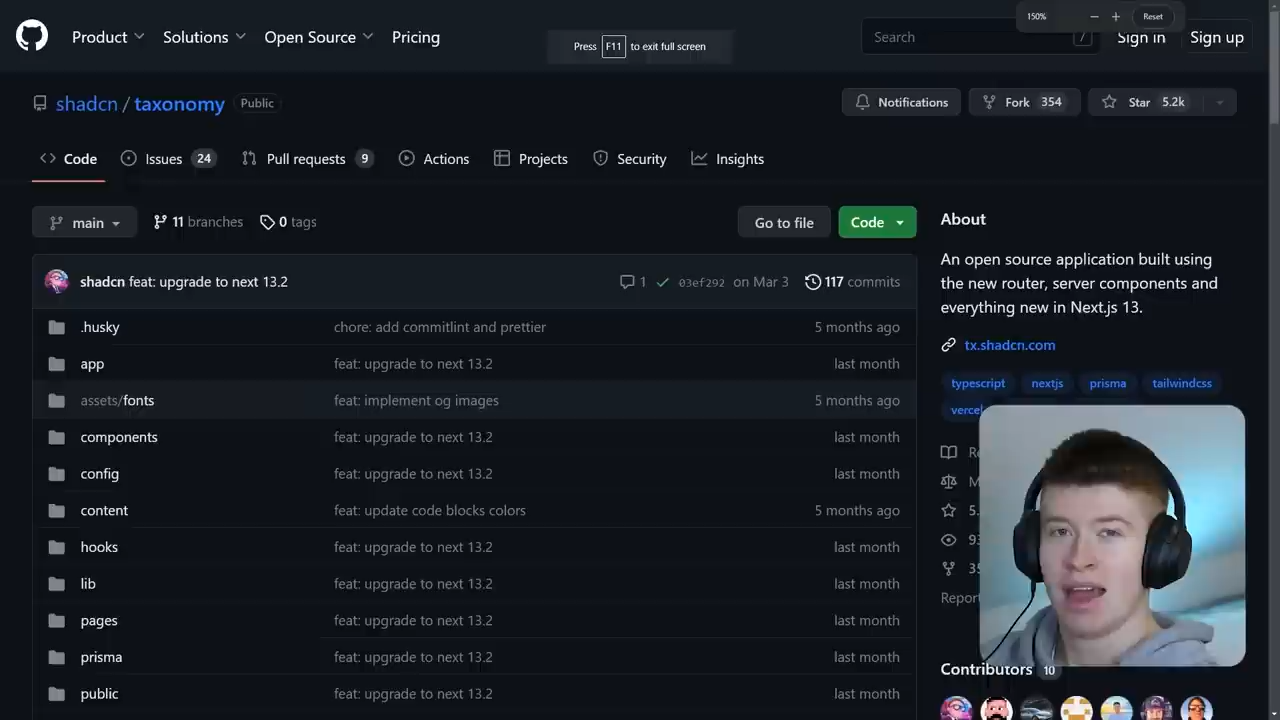 150%
Reset
Product
Solutions
Open Source
Pricing
Press F11 to exit full screen
Search
/
Sign in
Sign up
shadcn / taxonomy
Public
Notifications
Fork 354
Star 5.2k
Code
Issues 24
Pull requests 9
Actions
Projects
Security
Insights
main
11 branches
0 tags
Go to file
Code
shadcn feat: upgrade to next 13.2
1
03ef292 on Mar 3
117 commits
.husky chore: add commitlint and prettier 5 months ago
app feat: upgrade to next 13.2 last month
assets/fonts feat: implement og images 5 months ago
components feat: upgrade to next 13.2 last month
config feat: upgrade to next 13.2 last month
content feat: update code blocks colors 5 months ago
hooks feat: upgrade to next 13.2 last month
lib feat: upgrade to next 13.2 last month
pages feat: upgrade to next 13.2 last month
prisma feat: upgrade to next 13.2 last month
public feat: upgrade to next 13.2 last month
About
An open source application built using
the new router, server components and
everything new in Next.js 13.
tx.shadcn.com
typescript nextjs prisma tailwindcss
Contributors 10